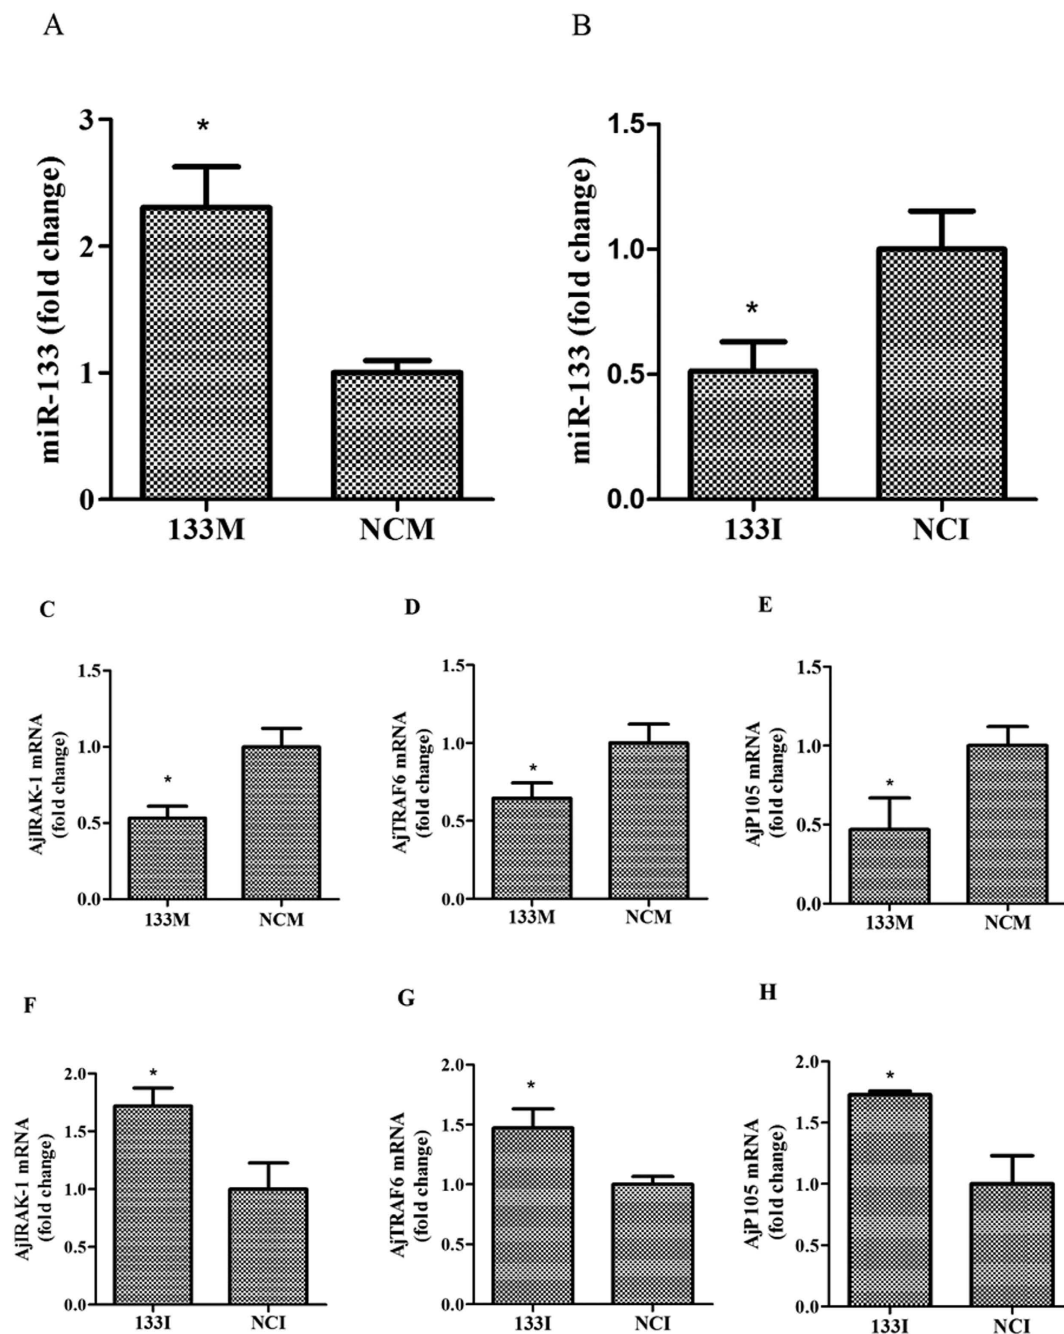 A
miR-133 (fold change)
3
2
1
0
*
133M
NCM
B
miR-133 (fold change)
1.5
1.0
0.5
0.0
*
133I
NCI
C
AjIRAK-1 mRNA
(fold change)
1.5
1.0
0.5
0.0
*
133M
NCM
D
AjTRAF6 mRNA
(fold change)
1.5
1.0
0.5
0.0
*
133M
NCM
E
AjP105 mRNA
(fold change)
1.5
1.0
0.5
0.0
*
133M
NCM
F
AjIRAK-1 mRNA
(fold change)
2.0
1.5
1.0
0.5
0.0
*
133I
NCI
G
AjTRAF6 mRNA
(fold change)
2.0
1.5
1.0
0.5
0.0
*
133I
NCI
H
AjP105 mRNA
(fold change)
2.0
1.5
1.0
0.5
0.0
*
133I
NCI